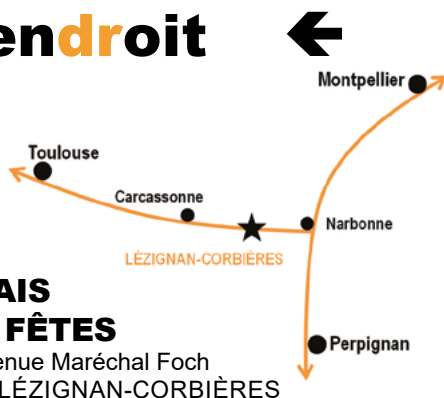 endroit
Montpellier
Toulouse
Carcassonne
Narbonne
LÉZIGNAN-CORBIÈRES
Perpignan
AIS
FÊTES
enue Maréchal Foch
LÉZIGNAN-CORBIÈRES